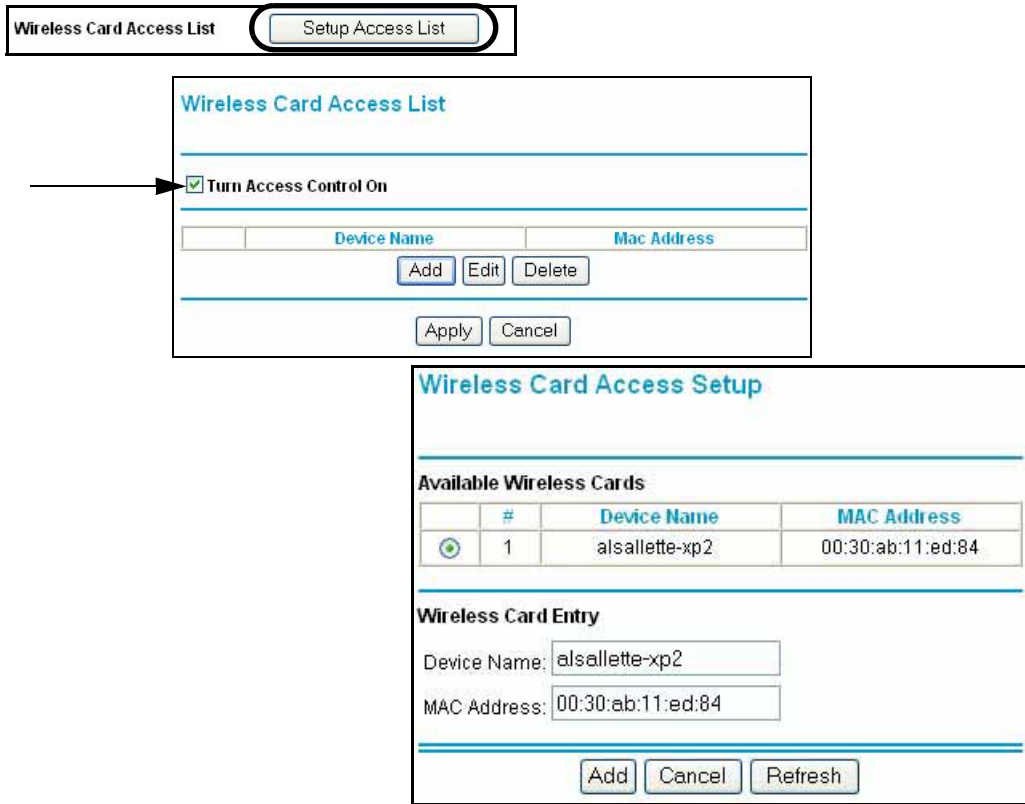 Wireless Card Access List Setup Access List
Wireless Card Access List
Turn Access Control On
Device Name Mac Address
Add Edit Delete
Apply Cancel
Wireless Card Access Setup
Available Wireless Cards
# Device Name MAC Address
1 alsallette-xp2 00:30:ab:11:ed:84
Wireless Card Entry
Device Name: alsallette-xp2
MAC Address: 00:30:ab:11:ed:84
Add Cancel Refresh